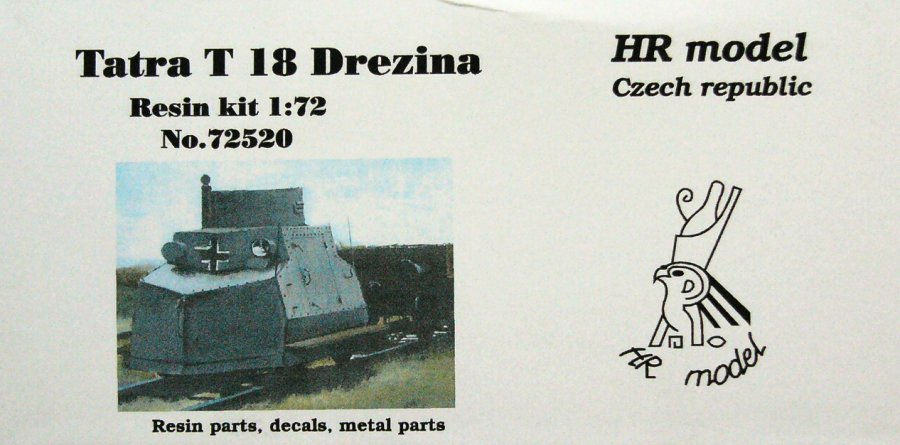 Tatra T 18 Drezina
Resin kit 1:72
No.72520
HR model
Czech republic
HR model
Resin parts, decals, metal parts